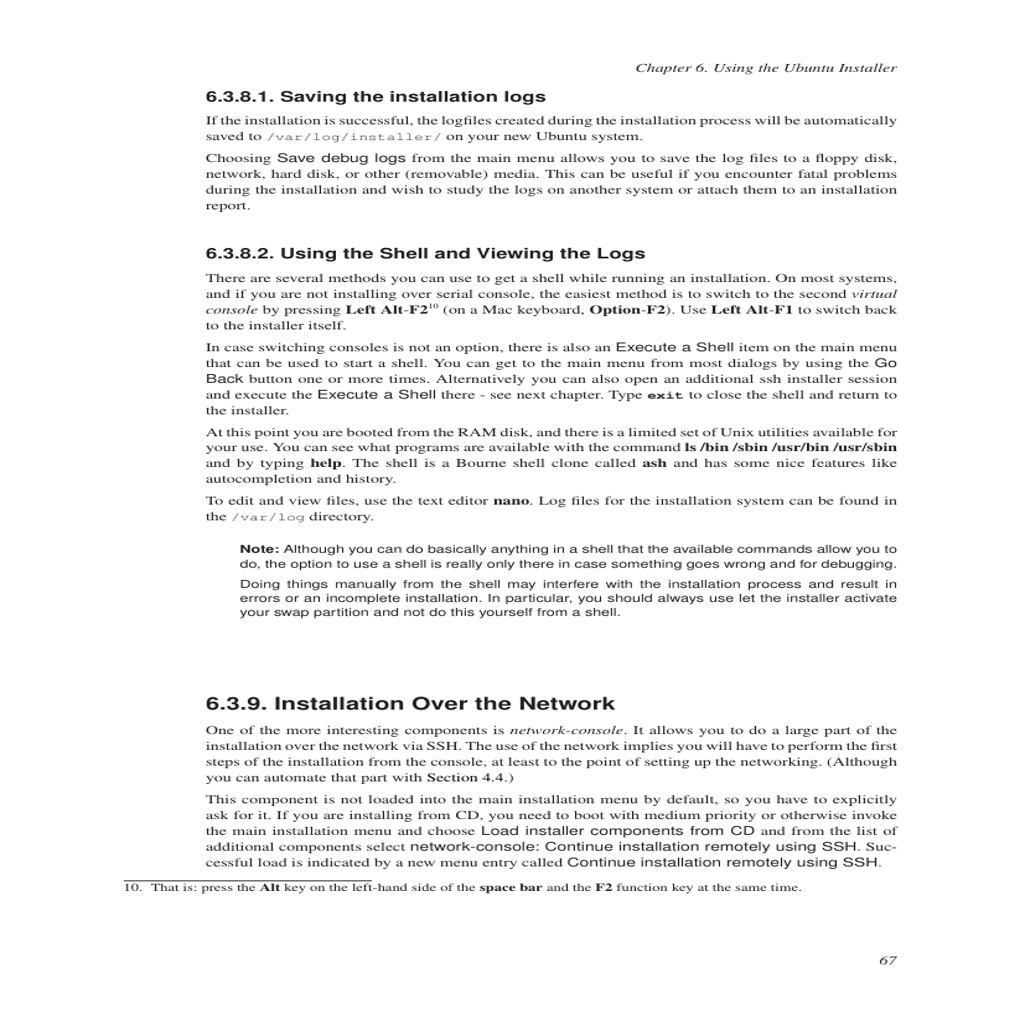 Chapter 6. Using the Ubuntu Installer
6.3.8.1. Saving the installation logs
If the installation is successful, the logfiles created during the installation process will be automatically
saved to /var/log/installer/ on your new Ubuntu system.
Choosing Save debug logs from the main menu allows you to save the log files to a floppy disk,
network, hard disk, or other (removable) media. This can be useful if you encounter fatal problems
during the installation and wish to study the logs on another system or attach them to an installation
report.
6.3.8.2. Using the Shell and Viewing the Logs
There are several methods you can use to get a shell while running an installation. On most systems,
and if you are not installing over serial console, the easiest method is to switch to the second virtual
console by pressing Left Alt-F210 (on a Mac keyboard, Option-F2). Use Left Alt-F1 to switch back
to the installer itself.
In case switching consoles is not an option, there is also an Execute a Shell item on the main menu
that can be used to start a shell. You can get to the main menu from most dialogs by using the Go
Back button one or more times. Alternatively you can also open an additional ssh installer session
and execute the Execute a Shell there - see next chapter. Type exit to close the shell and return to
the installer.
At this point you are booted from the RAM disk, and there is a limited set of Unix utilities available for
your use. You can see what programs are available with the command ls /bin /sbin /usr/bin /usr/sbin
and by typing help. The shell is a Bourne shell clone called ash and has some nice features like
autocompletion and history.
To edit and view files, use the text editor nano. Log files for the installation system can be found in
the /var/log directory.
Note: Although you can do basically anything in a shell that the available commands allow you to
do, the option to use a shell is really only there in case something goes wrong and for debugging.
Doing things manually from the shell may interfere with the installation process and result in
errors or an incomplete installation. In particular, you should always use let the installer activate
your swap partition and not do this yourself from a shell.
6.3.9. Installation Over the Network
One of the more interesting components is network-console. It allows you to do a large part of the
installation over the network via SSH. The use of the network implies you will have to perform the first
steps of the installation from the console, at least to the point of setting up the networking. (Although
you can automate that part with Section 4.4.)
This component is not loaded into the main installation menu by default, so you have to explicitly
ask for it. If you are installing from CD, you need to boot with medium priority or otherwise invoke
the main installation menu and choose Load installer components from CD and from the list of
additional components select network-console: Continue installation remotely using SSH. Suc-
cessful load is indicated by a new menu entry called Continue installation remotely using SSH.
10. That is: press the Alt key on the left-hand side of the space bar and the F2 function key at the same time.
67